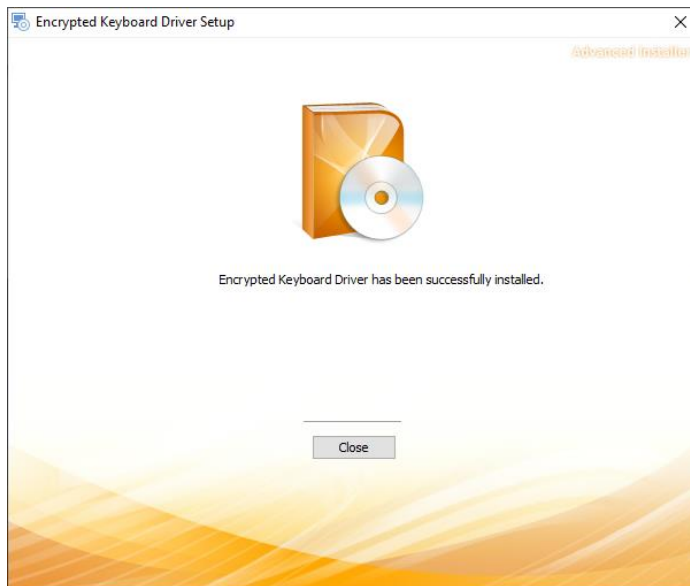 Encrypted Keyboard Driver Setup
Advanced Installer
Encrypted Keyboard Driver has been successfully installed.
Close